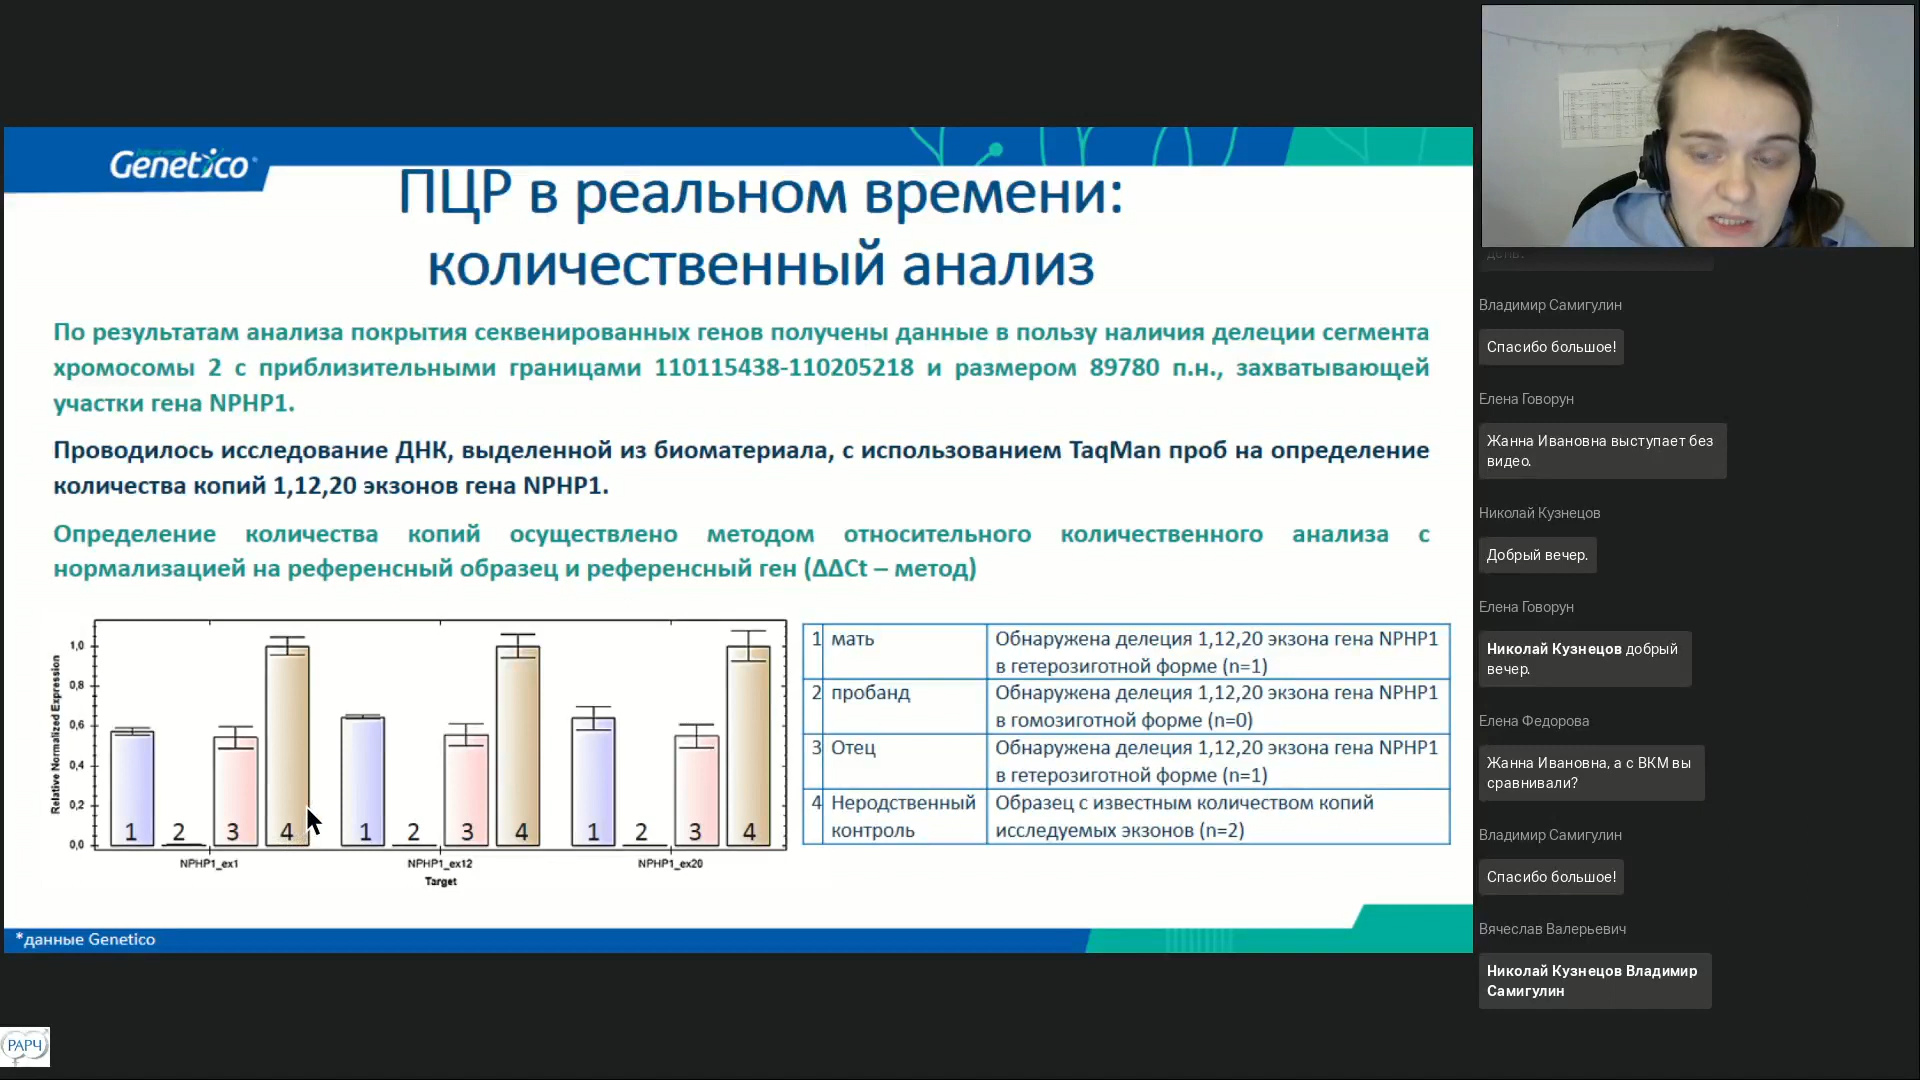 Genetico
ПЦР в реальном времени:
количественный анализ
По результатам анализа покрытия секвенированных генов получены данные в пользу наличия делеции сегмента
хромосомы 2 с приблизительными границами 110115438-110205218 и размером 89780 п.н., захватывающей
участки гена NPHP1.
Проводилось исследование ДНК, выделенной из биоматериала, с использованием TaqMan проб на определение
количества копий 1,12,20 экзонов гена NPHP1.
Определение количества копий осуществлено методом относительного количественного анализа с
нормализацией на референсный образец и референсный ген (ΔΔCt – метод)
Relative Normalized Expression
1,0
0,8
0,6
0,4
0,2
0,0
1 2 3 4 1 2 3 4 1 2 3 4
NPHP1_ex1 NPHP1_ex12 NPHP1_ex20
Target
1 мать Обнаружена делеция 1,12,20 экзона гена NPHP1
в гетерозиготной форме (n=1)
2 пробанд Обнаружена делеция 1,12,20 экзона гена NPHP1
в гомозиготной форме (n=0)
3 Отец Обнаружена делеция 1,12,20 экзона гена NPHP1
в гетерозиготной форме (n=1)
4 Неродственный Образец с известным количеством копий
контроль исследуемых экзонов (n=2)
*данные Genetico
РАРЧ
день.
Владимир Самигулин
Спасибо большое!
Елена Говорун
Жанна Ивановна выступает без
видео.
Николай Кузнецов
Добрый вечер.
Елена Говорун
Николай Кузнецов добрый
вечер.
Елена Федорова
Жанна Ивановна, а с ВКМ вы
сравнивали?
Владимир Самигулин
Спасибо большое!
Вячеслав Валерьевич
Николай Кузнецов Владимир
Самигулин